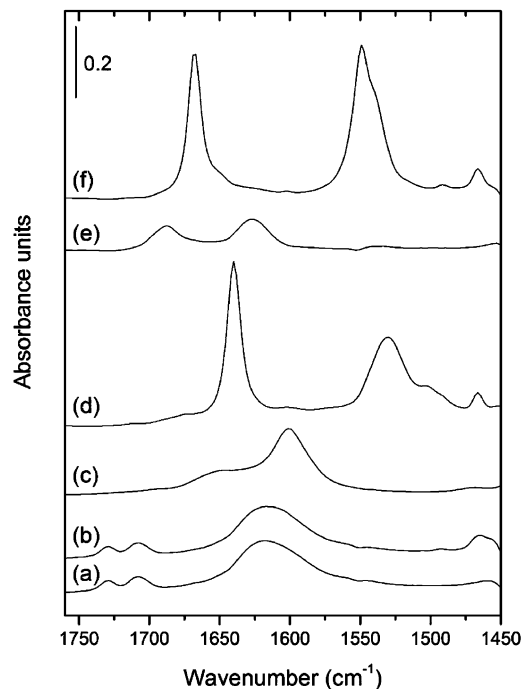 0.2
(f)
(e)
(d)
(c)
(b)
(a)
Absorbance units
1750 1700 1650 1600 1550 1500 1450
Wavenumber (cm⁻¹)